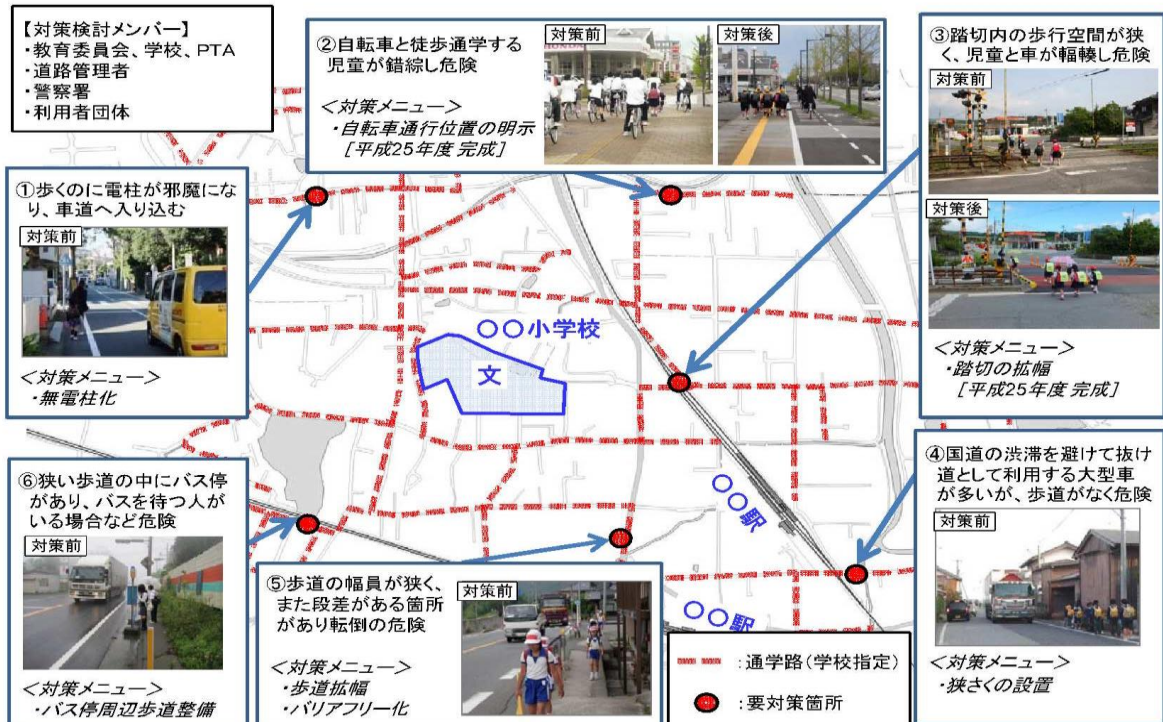 【対策検討メンバー】
・教育委員会、学校、PTA
・道路管理者
・警察署
・利用者団体
①歩くのに電柱が邪魔にな
り、車道へ入り込む
対策前
<対策メニュー>
・無電柱化
②自転車と徒歩通学する
児童が錯綜し危険
<対策メニュー>
・自転車通行位置の明示
[平成25年度 完成]
対策前
対策後
③踏切内の歩行空間が狭
く、児童と車が輻輳し危険
対策前
対策後
<対策メニュー>
・踏切の拡幅
[平成25年度 完成]
〇〇小学校
文
〇〇駅
〇〇駅
④国道の渋滞を避けて抜け
道として利用する大型車
が多いが、歩道がなく危険
対策前
<対策メニュー>
・狭さくの設置
⑤歩道の幅員が狭く、
また段差がある箇所
があり転倒の危険
対策前
<対策メニュー>
・歩道拡幅
・バリアフリー化
⑥狭い歩道の中にバス停
があり、バスを待つ人が
いる場合など危険
対策前
<対策メニュー>
・バス停周辺歩道整備
:通学路(学校指定)
:要対策箇所